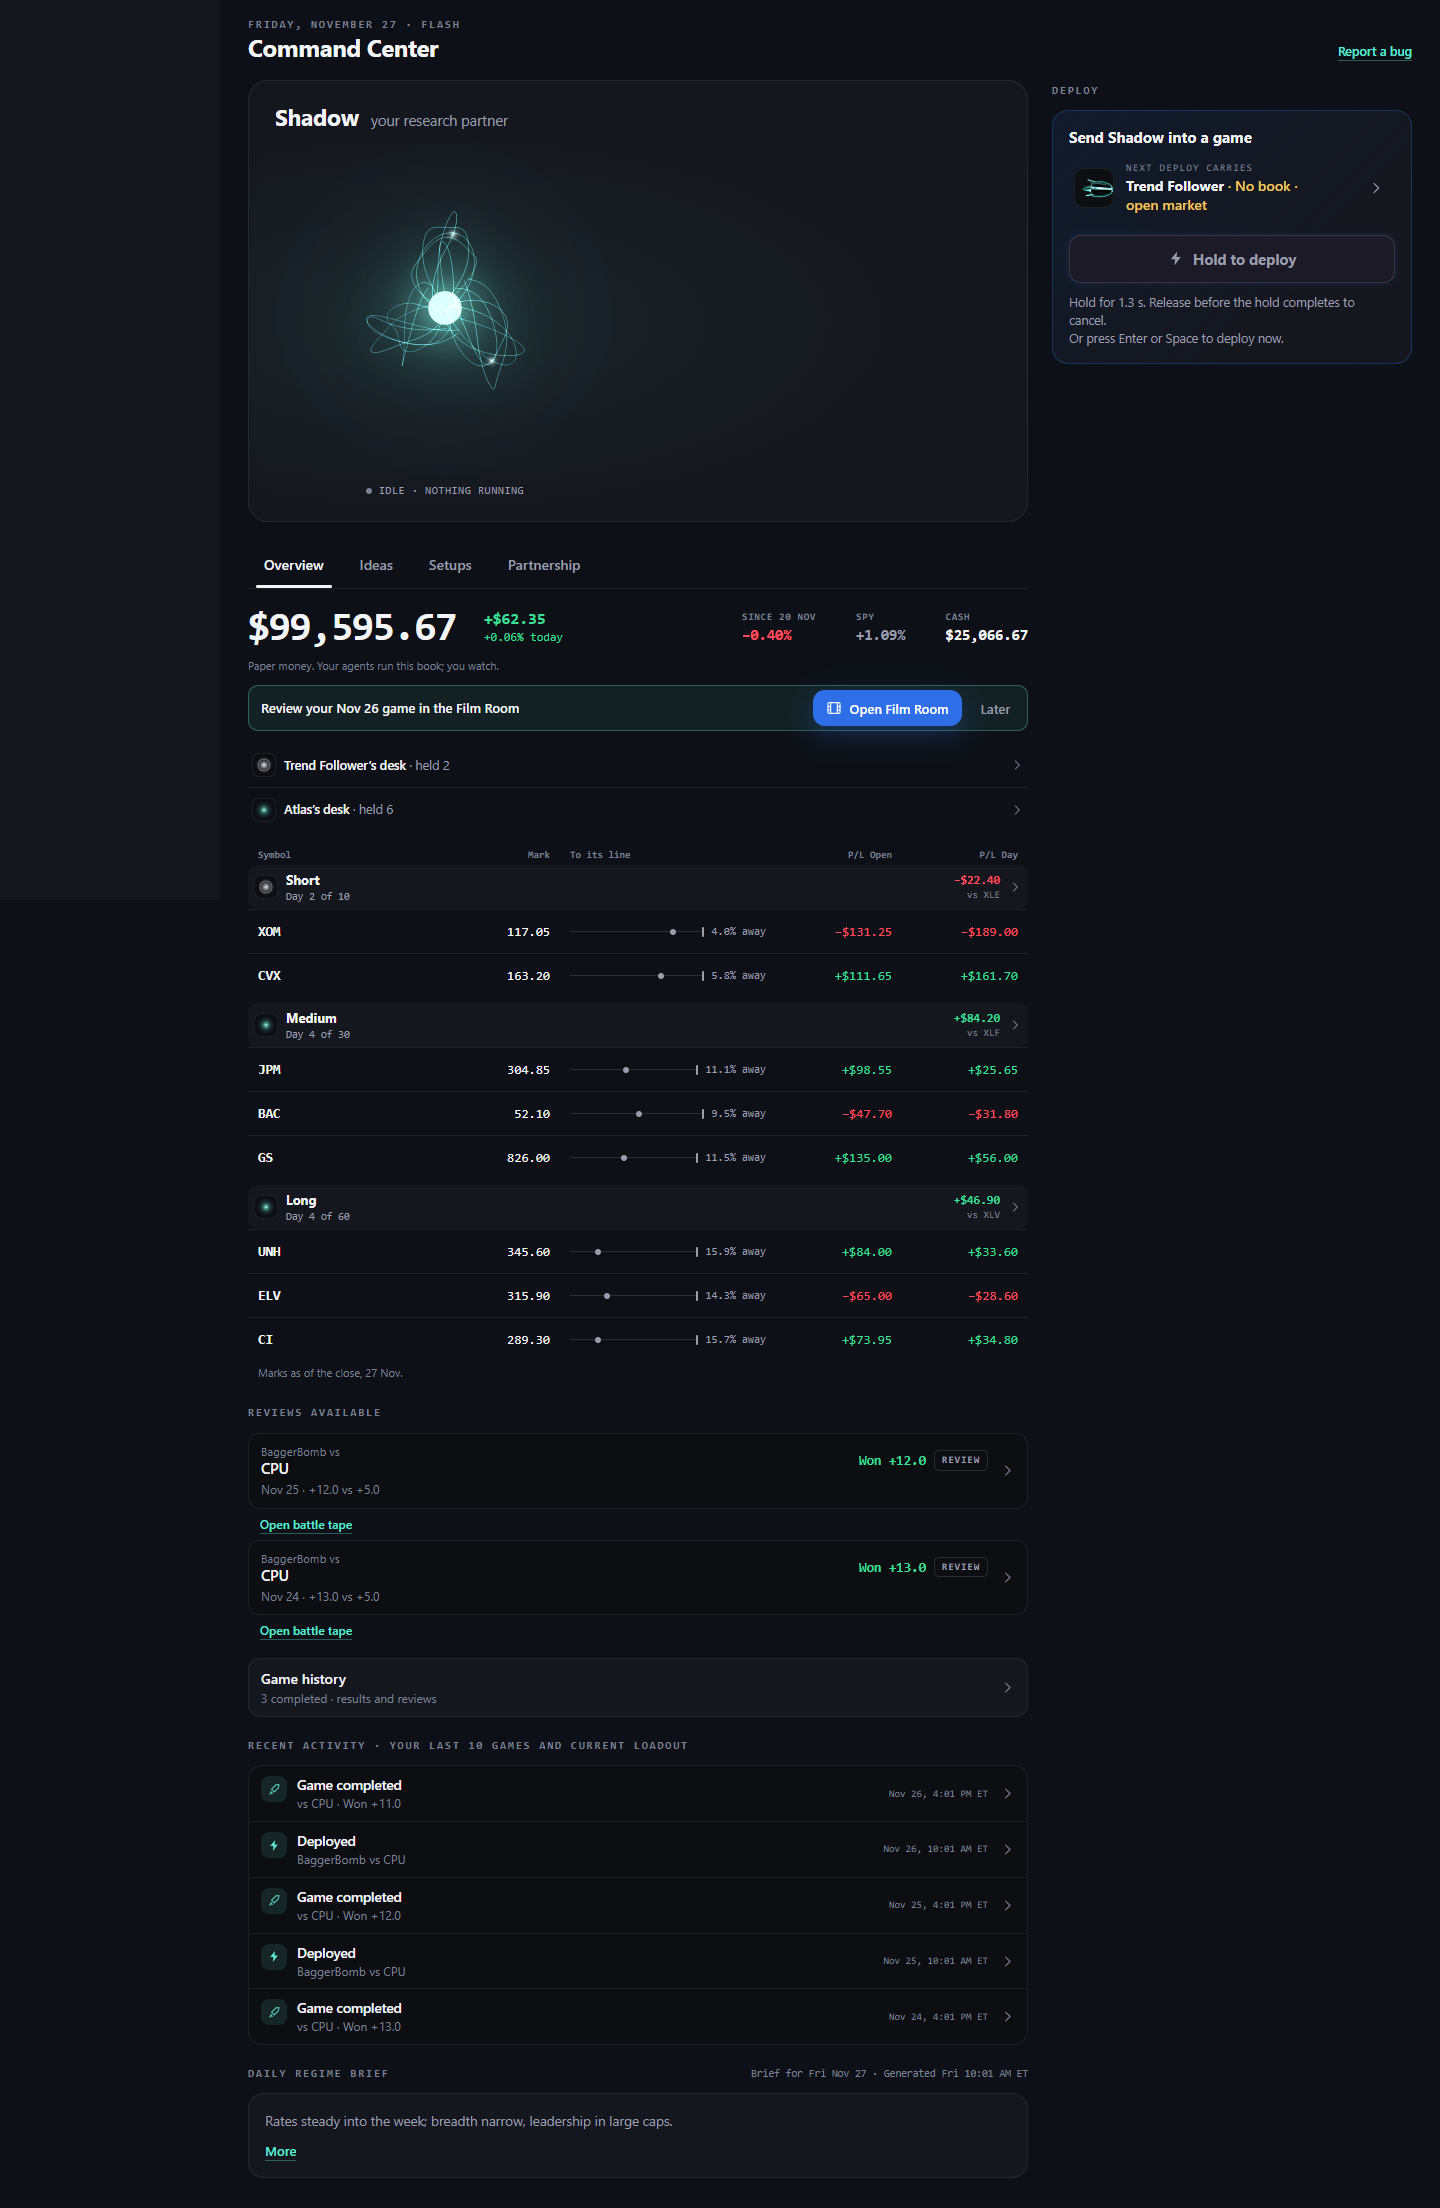 FRIDAY, NOVEMBER 27 · FLASH
Command Center
Report a bug
Shadow your research partner
IDLE · NOTHING RUNNING
DEPLOY
Send Shadow into a game
NEXT DEPLOY CARRIES
Trend Follower · No book ·
open market
Hold to deploy
Hold for 1.3 s. Release before the hold completes to
cancel.
Or press Enter or Space to deploy now.
Overview Ideas Setups Partnership
$99,595.67
+$62.35
+0.06% today
SINCE 20 NOV
−0.40%
SPY
+1.09%
CASH
$25,066.67
Paper money. Your agents run this book; you watch.
Review your Nov 26 game in the Film Room
Open Film Room
Later
Trend Follower’s desk · held 2
Atlas’s desk · held 6
Symbol Mark To its line P/L Open P/L Day
Short
Day 2 of 10
−$22.40
vs XLE
XOM 117.05 4.0% away −$131.25 −$189.00
CVX 163.20 5.8% away +$111.65 +$161.70
Medium
Day 4 of 30
+$84.20
vs XLF
JPM 304.85 11.1% away +$98.55 +$25.65
BAC 52.10 9.5% away −$47.70 −$31.80
GS 826.00 11.5% away +$135.00 +$56.00
Long
Day 4 of 60
+$46.90
vs XLV
UNH 345.60 15.9% away +$84.00 +$33.60
ELV 315.90 14.3% away −$65.00 −$28.60
CI 289.30 15.7% away +$73.95 +$34.80
Marks as of the close, 27 Nov.
REVIEWS AVAILABLE
BaggerBomb vs
CPU
Nov 25 · +12.0 vs +5.0
Won +12.0 REVIEW
Open battle tape
BaggerBomb vs
CPU
Nov 24 · +13.0 vs +5.0
Won +13.0 REVIEW
Open battle tape
Game history
3 completed · results and reviews
RECENT ACTIVITY · YOUR LAST 10 GAMES AND CURRENT LOADOUT
Game completed
vs CPU · Won +11.0
Nov 26, 4:01 PM ET
Deployed
BaggerBomb vs CPU
Nov 26, 10:01 AM ET
Game completed
vs CPU · Won +12.0
Nov 25, 4:01 PM ET
Deployed
BaggerBomb vs CPU
Nov 25, 10:01 AM ET
Game completed
vs CPU · Won +13.0
Nov 24, 4:01 PM ET
DAILY REGIME BRIEF
Brief for Fri Nov 27 · Generated Fri 10:01 AM ET
Rates steady into the week; breadth narrow, leadership in large caps.
More